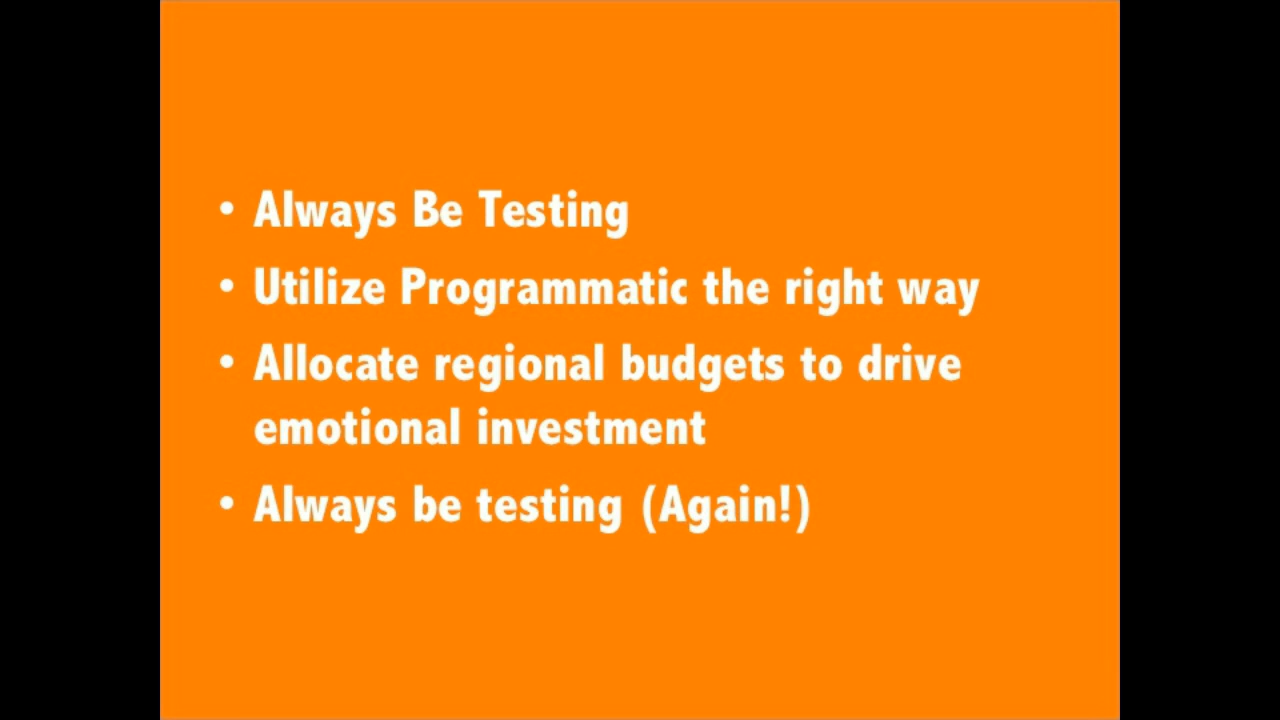 • Always Be Testing
• Utilize Programmatic the right way
• Allocate regional budgets to drive
emotional investment
• Always be testing (Again!)